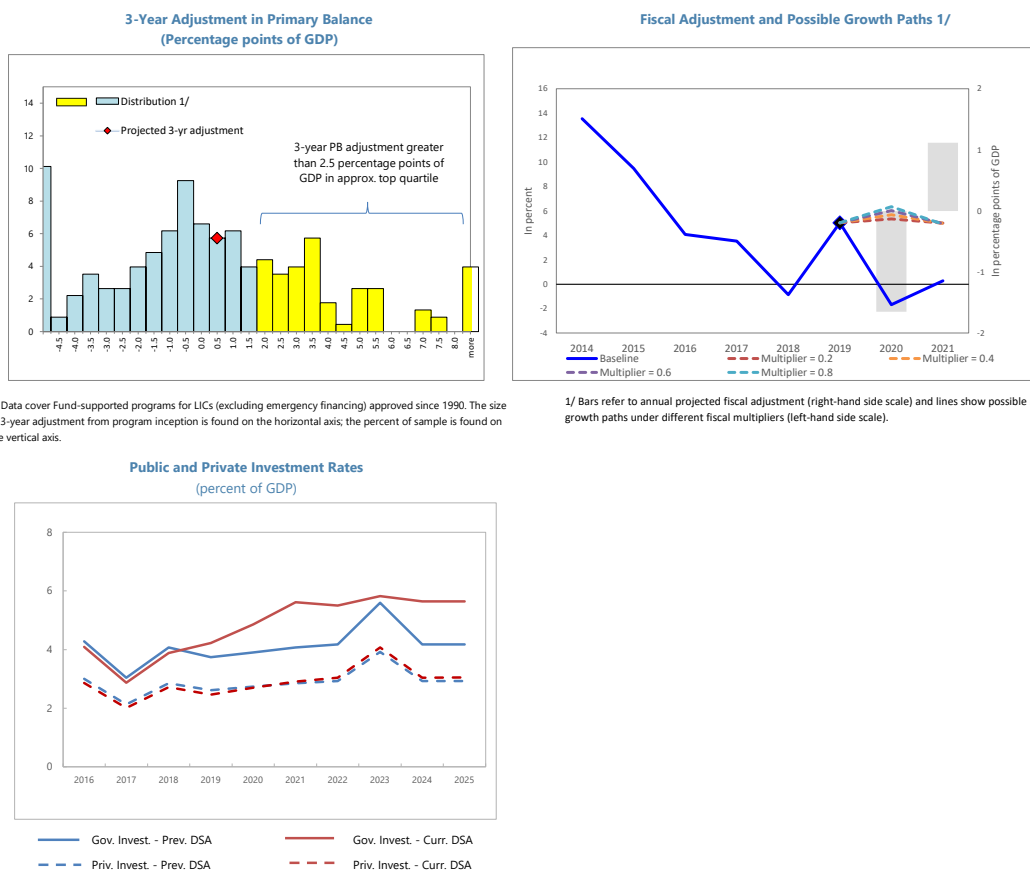 3-Year Adjustment in Primary Balance
(Percentage points of GDP)
14
12
10
8
6
4
2
0
Distribution 1/
Projected 3-yr adjustment
3-year PB adjustment greater
than 2.5 percentage points of
GDP in approx. top quartile
-4.5
-4.0
-3.5
-3.0
-2.5
-2.0
-1.5
-1.0
-0.5
0.0
0.5
1.0
1.5
2.0
2.5
3.0
3.5
4.0
4.5
5.0
5.5
6.0
6.5
7.0
7.5
8.0
more
Data cover Fund-supported programs for LICs (excluding emergency financing) approved since 1990. The size
3-year adjustment from program inception is found on the horizontal axis; the percent of sample is found on
e vertical axis.
Fiscal Adjustment and Possible Growth Paths 1/
In percent
16
14
12
10
8
6
4
2
0
-2
-4
2
1
0
-1
-2
In percentage points of GDP
2014 2015 2016 2017 2018 2019 2020 2021
Baseline Multiplier = 0.2 Multiplier = 0.4
Multiplier = 0.6 Multiplier = 0.8
1/ Bars refer to annual projected fiscal adjustment (right-hand side scale) and lines show possible
growth paths under different fiscal multipliers (left-hand side scale).
Public and Private Investment Rates
(percent of GDP)
8
6
4
2
0
2016 2017 2018 2019 2020 2021 2022 2023 2024 2025
Gov. Invest. - Prev. DSA Gov. Invest. - Curr. DSA
Priv. Invest. - Prev. DSA Priv. Invest. - Curr. DSA